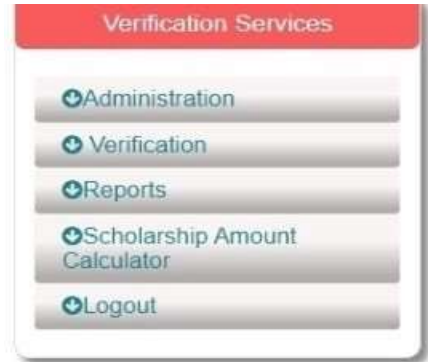 Verification Services
Administration
Verification
Reports
Scholarship Amount
Calculator
Logout